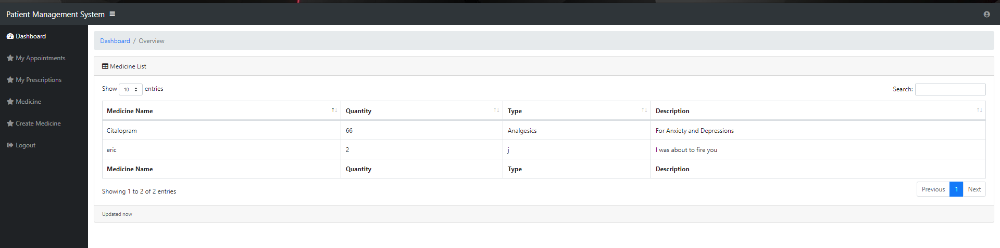 Patient Management System
Dashboard
My Appointments
My Prescriptions
Medicine
Create Medicine
Logout
Dashboard / Overview
Medicine List
Show 10 entries
Search:
Medicine Name Quantity Type Description
Citalopram 66 Analgesics For Anxiety and Depressions
eric 2 j I was about to fire you
Medicine Name Quantity Type Description
Showing 1 to 2 of 2 entries
Previous 1 Next
Updated now